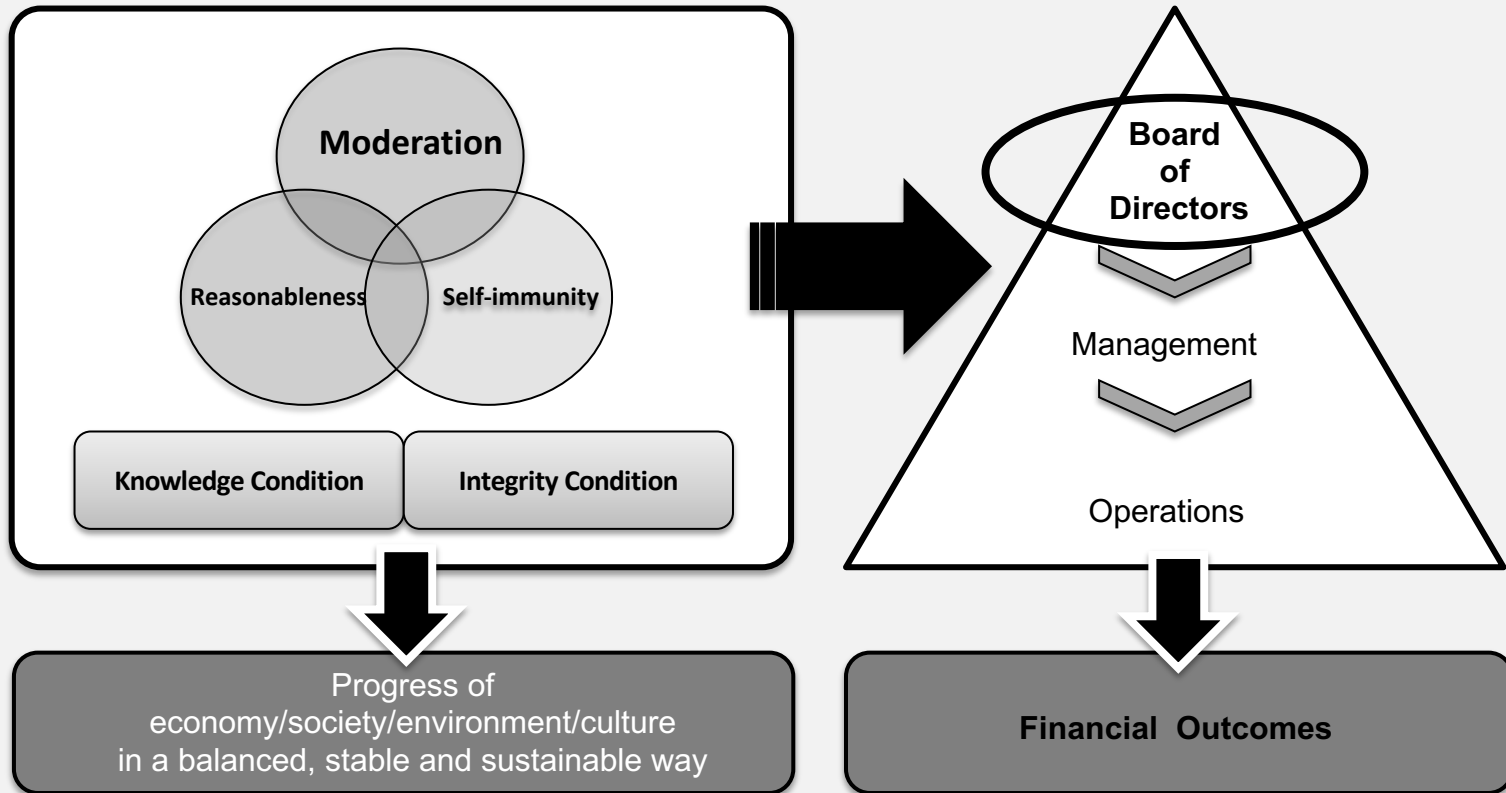 Moderation
Reasonableness
Self-immunity
Knowledge Condition
Integrity Condition
Progress of
economy/society/environment/culture
in a balanced, stable and sustainable way
Board
of
Directors
Management
Operations
Financial Outcomes